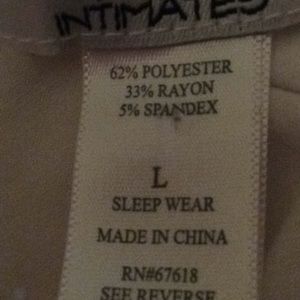 INTIMATES
62% POLYESTER
33% RAYON
5% SPANDEX
L
SLEEP WEAR
MADE IN CHINA
RN#67618
SEE REVERSE